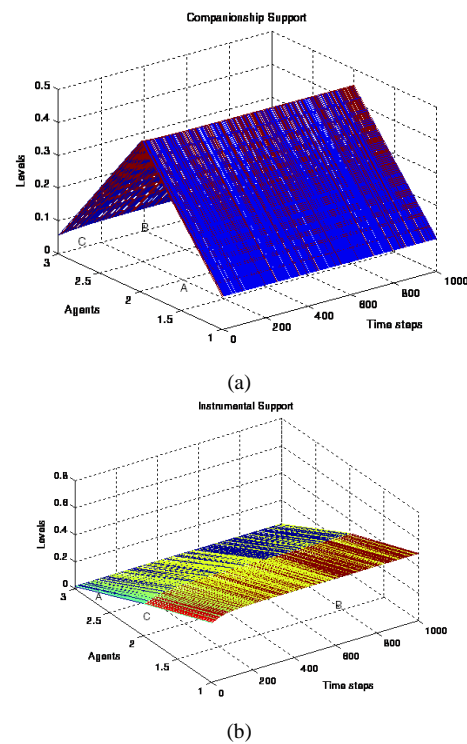 Companionship Support
0.5
0.4
0.3
0.2
0.1
0
Levels
C
B
A
3
2.5
2
1.5
1
Agents
0
200
400
600
800
1000
Time steps
(a)
Instrumental Support
0.8
0.6
0.4
0.2
0
Levels
A
C
B
3
2.5
2
1.5
1
Agents
0
200
400
600
800
1000
Time steps
(b)